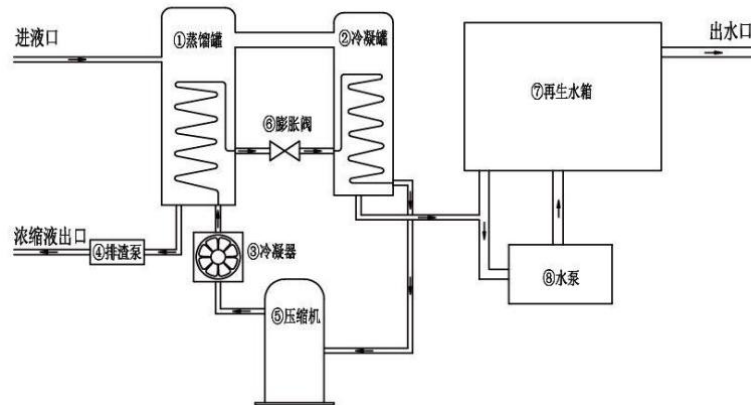 进液口
①蒸馏罐
②冷凝罐
出水口
⑦再生水箱
⑥膨胀阀
浓缩液出口
④排渣泵
③冷凝器
⑧水泵
⑤压缩机